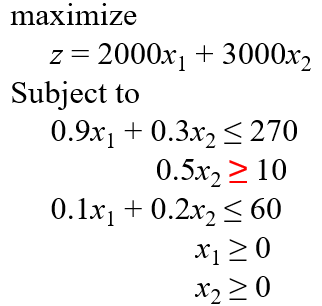 maximize
z = 2000x₁ + 3000x₂
Subject to
0.9x₁ + 0.3x₂ ≤ 270
0.5x₂ ≥ 10
0.1x₁ + 0.2x₂ ≤ 60
x₁ ≥ 0
x₂ ≥ 0